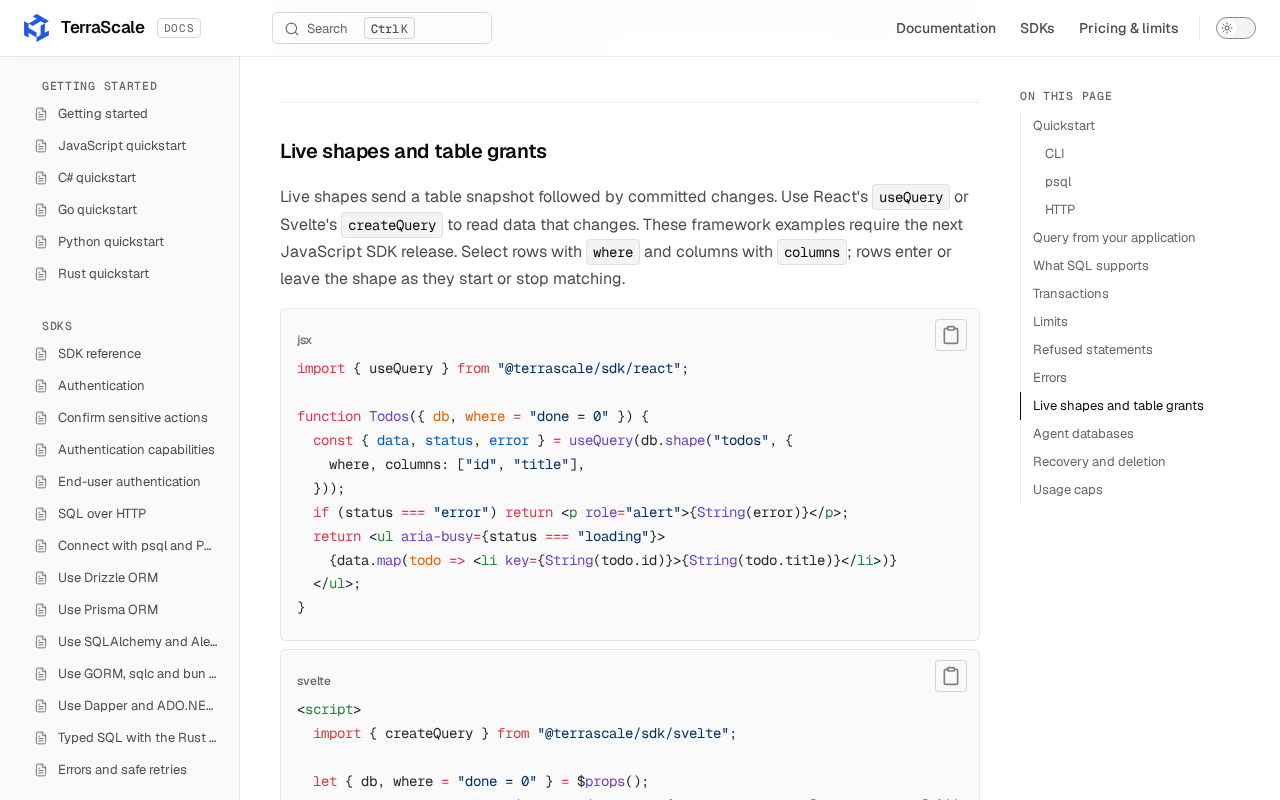 TerraScale DOCS Search Ctrl K Documentation SDKs Pricing & limits
GETTING STARTED
Getting started
JavaScript quickstart
C# quickstart
Go quickstart
Python quickstart
Rust quickstart
SDKS
SDK reference
Authentication
Confirm sensitive actions
Authentication capabilities
End-user authentication
SQL over HTTP
Connect with psql and P...
Use Drizzle ORM
Use Prisma ORM
Use SQLAlchemy and Ale...
Use GORM, sqlc and bun ...
Use Dapper and ADO.NE...
Typed SQL with the Rust ...
Errors and safe retries
Live shapes and table grants
Live shapes send a table snapshot followed by committed changes. Use React's useQuery or
Svelte's createQuery to read data that changes. These framework examples require the next
JavaScript SDK release. Select rows with where and columns with columns; rows enter or
leave the shape as they start or stop matching.
jsx
import { useQuery } from "@terrascale/sdk/react";
function Todos({ db, where = "done = 0" }) {
  const { data, status, error } = useQuery(db.shape("todos", {
    where, columns: ["id", "title"],
  }));
  if (status === "error") return <p role="alert">{String(error)}</p>;
  return <ul aria-busy={status === "loading"}>
    {data.map(todo => <li key={String(todo.id)}>{String(todo.title)}</li>)}
  </ul>;
}
svelte
<script>
  import { createQuery } from "@terrascale/sdk/svelte";
  let { db, where = "done = 0" } = $props();
ON THIS PAGE
Quickstart
CLI
psql
HTTP
Query from your application
What SQL supports
Transactions
Limits
Refused statements
Errors
Live shapes and table grants
Agent databases
Recovery and deletion
Usage caps